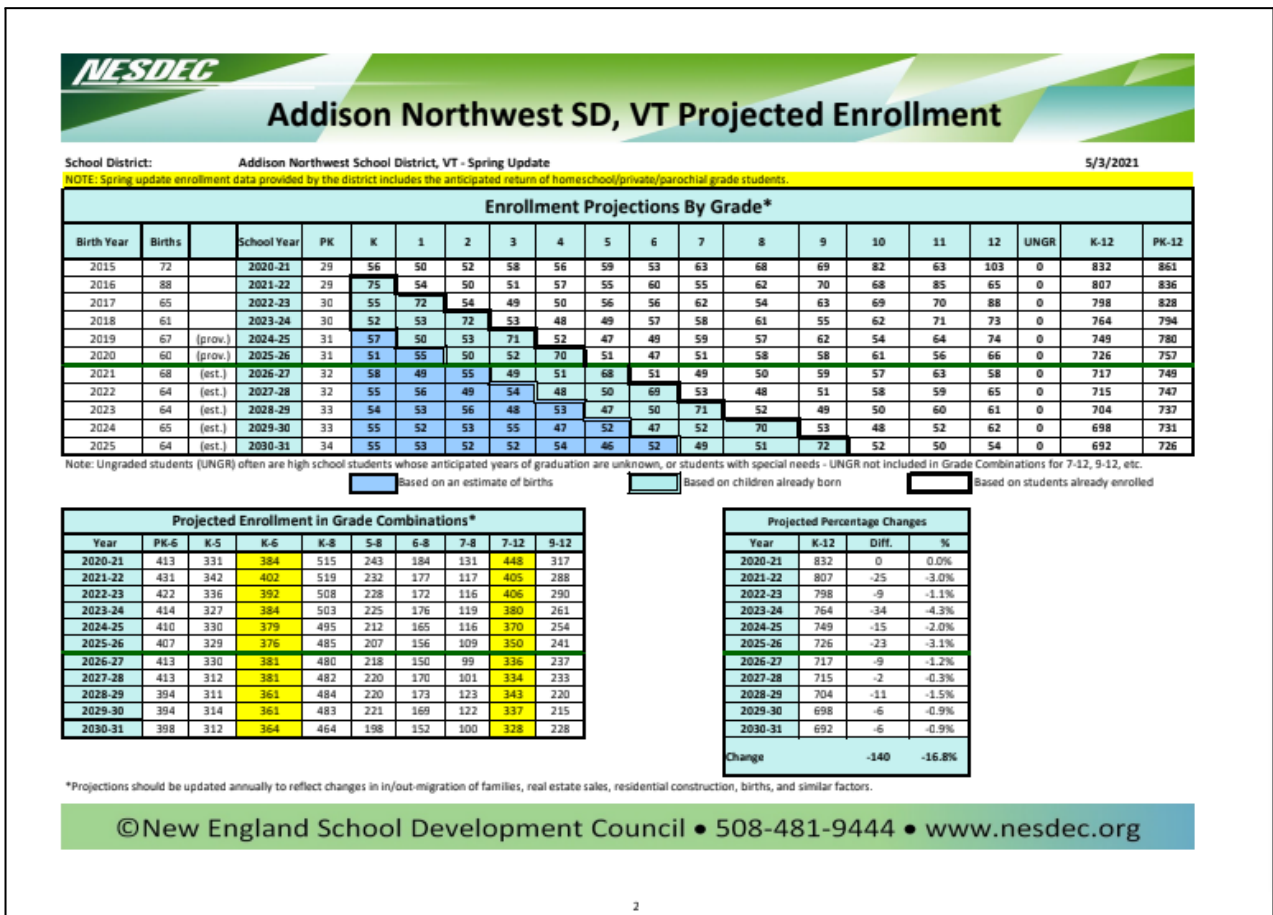 NESDEC
Addison Northwest SD, VT Projected Enrollment
School District: Addison Northwest School District, VT - Spring Update 5/3/2021
NOTE: Spring update enrollment data provided by the district includes the anticipated return of homeschool/private/parochial grade students.
Enrollment Projections By Grade*
Birth Year Births School Year PK K 1 2 3 4 5 6 7 8 9 10 11 12 UNGR K-12 PK-12
2015 72 2020-21 29 56 50 52 58 56 59 53 63 68 69 82 63 103 0 832 861
2016 88 2021-22 29 75 54 50 51 57 55 60 55 62 70 68 85 65 0 807 836
2017 65 2022-23 30 55 72 54 49 50 56 56 62 54 63 69 70 88 0 798 828
2018 61 2023-24 30 52 53 72 53 48 49 57 58 61 55 62 71 73 0 764 794
2019 67 (prov.) 2024-25 31 57 50 53 71 52 47 49 59 57 62 54 64 74 0 749 780
2020 60 (prov.) 2025-26 31 51 55 50 52 70 51 47 51 58 58 61 56 66 0 726 757
2021 68 (est.) 2026-27 32 58 49 55 49 51 68 51 49 50 59 57 63 58 0 717 749
2022 64 (est.) 2027-28 32 55 56 49 54 48 50 69 53 48 51 58 59 65 0 715 747
2023 64 (est.) 2028-29 33 54 53 56 48 53 47 50 71 52 49 50 60 61 0 704 737
2024 65 (est.) 2029-30 33 55 52 53 55 47 52 47 52 70 53 48 52 62 0 698 731
2025 64 (est.) 2030-31 34 55 53 52 52 54 46 52 49 51 72 52 50 54 0 692 726
Note: Ungraded students (UNGR) often are high school students whose anticipated years of graduation are unknown, or students with special needs - UNGR not included in Grade Combinations for 7-12, 9-12, etc.
Based on an estimate of births Based on children already born Based on students already enrolled
Projected Enrollment in Grade Combinations*
Year PK-6 K-5 K-6 K-8 5-8 6-8 7-8 7-12 9-12
2020-21 413 331 384 515 243 184 131 448 317
2021-22 431 342 402 519 232 177 117 405 288
2022-23 422 336 392 508 228 172 116 406 290
2023-24 414 327 384 503 225 176 119 380 261
2024-25 410 330 379 495 212 165 116 370 254
2025-26 407 329 376 485 207 156 109 350 241
2026-27 413 330 381 480 218 150 99 336 237
2027-28 413 312 381 482 220 170 101 334 233
2028-29 394 311 361 484 220 173 123 343 220
2029-30 394 314 361 483 221 169 122 337 215
2030-31 398 312 364 464 198 152 100 328 228
Projected Percentage Changes
Year K-12 Diff. %
2020-21 832 0 0.0%
2021-22 807 -25 -3.0%
2022-23 798 -9 -1.1%
2023-24 764 -34 -4.3%
2024-25 749 -15 -2.0%
2025-26 726 -23 -3.1%
2026-27 717 -9 -1.2%
2027-28 715 -2 -0.3%
2028-29 704 -11 -1.5%
2029-30 698 -6 -0.9%
2030-31 692 -6 -0.9%
Change -140 -16.8%
*Projections should be updated annually to reflect changes in in/out-migration of families, real estate sales, residential construction, births, and similar factors.
©New England School Development Council • 508-481-9444 • www.nesdec.org
2